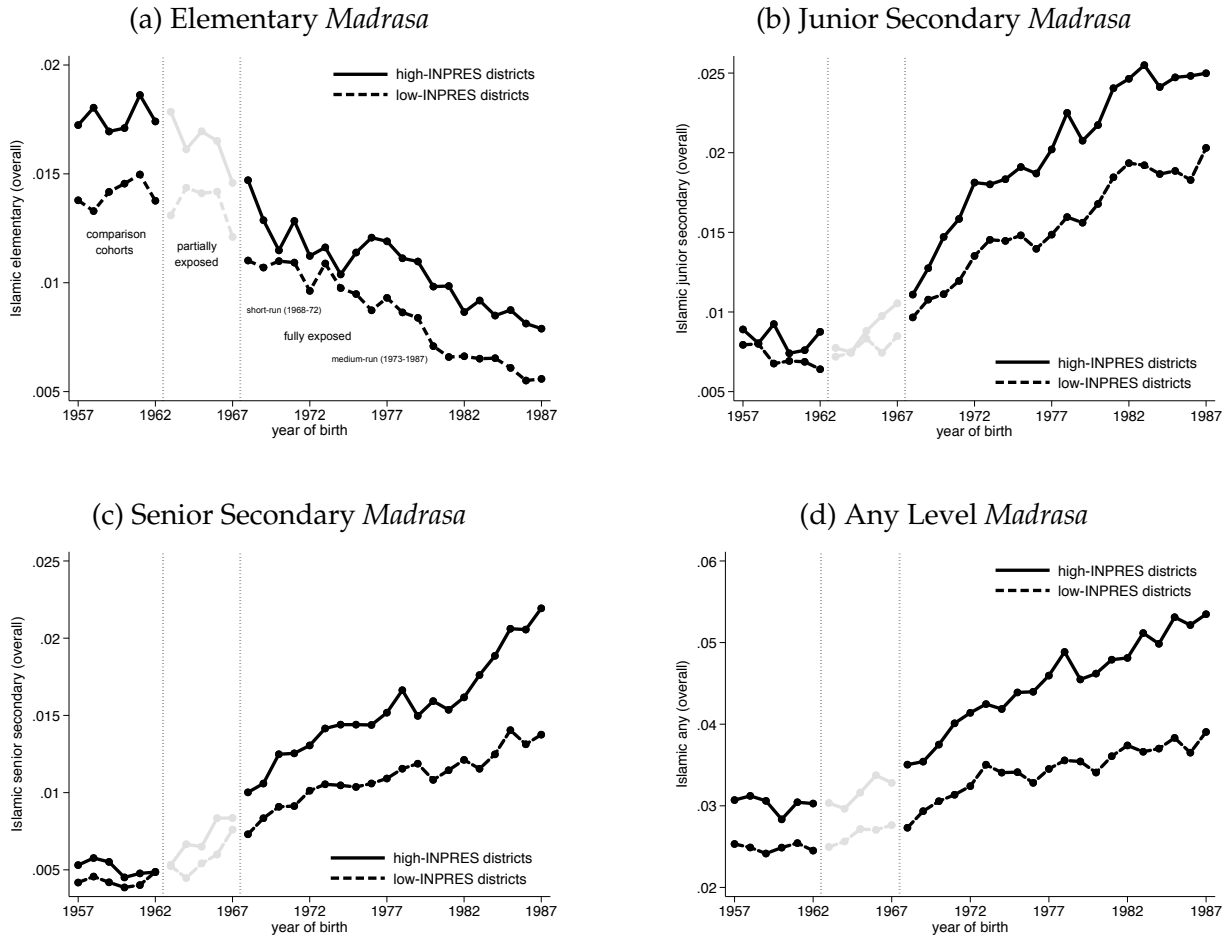 (a) Elementary Madrasa
.02
.015
.01
.005
Islamic elementary (overall)
high-INPRES districts
low-INPRES districts
comparison
cohorts
partially
exposed
short-run (1968-72)
fully exposed
medium-run (1973-1987)
1957 1962 1967 1972 1977 1982 1987
year of birth
(b) Junior Secondary Madrasa
.025
.02
.015
.01
.005
Islamic junior secondary (overall)
high-INPRES districts
low-INPRES districts
1957 1962 1967 1972 1977 1982 1987
year of birth
(c) Senior Secondary Madrasa
.025
.02
.015
.01
.005
Islamic senior secondary (overall)
high-INPRES districts
low-INPRES districts
1957 1962 1967 1972 1977 1982 1987
year of birth
(d) Any Level Madrasa
.06
.05
.04
.03
.02
Islamic any (overall)
high-INPRES districts
low-INPRES districts
1957 1962 1967 1972 1977 1982 1987
year of birth